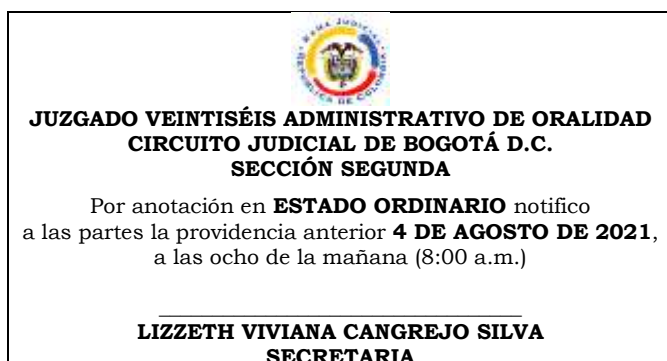 JUZGADO VEINTISÉIS ADMINISTRATIVO DE ORALIDAD
CIRCUITO JUDICIAL DE BOGOTÁ D.C.
SECCIÓN SEGUNDA
Por anotación en ESTADO ORDINARIO notifico
a las partes la providencia anterior 4 DE AGOSTO DE 2021,
a las ocho de la mañana (8:00 a.m.)
LIZZETH VIVIANA CANGREJO SILVA
SECRETARIA